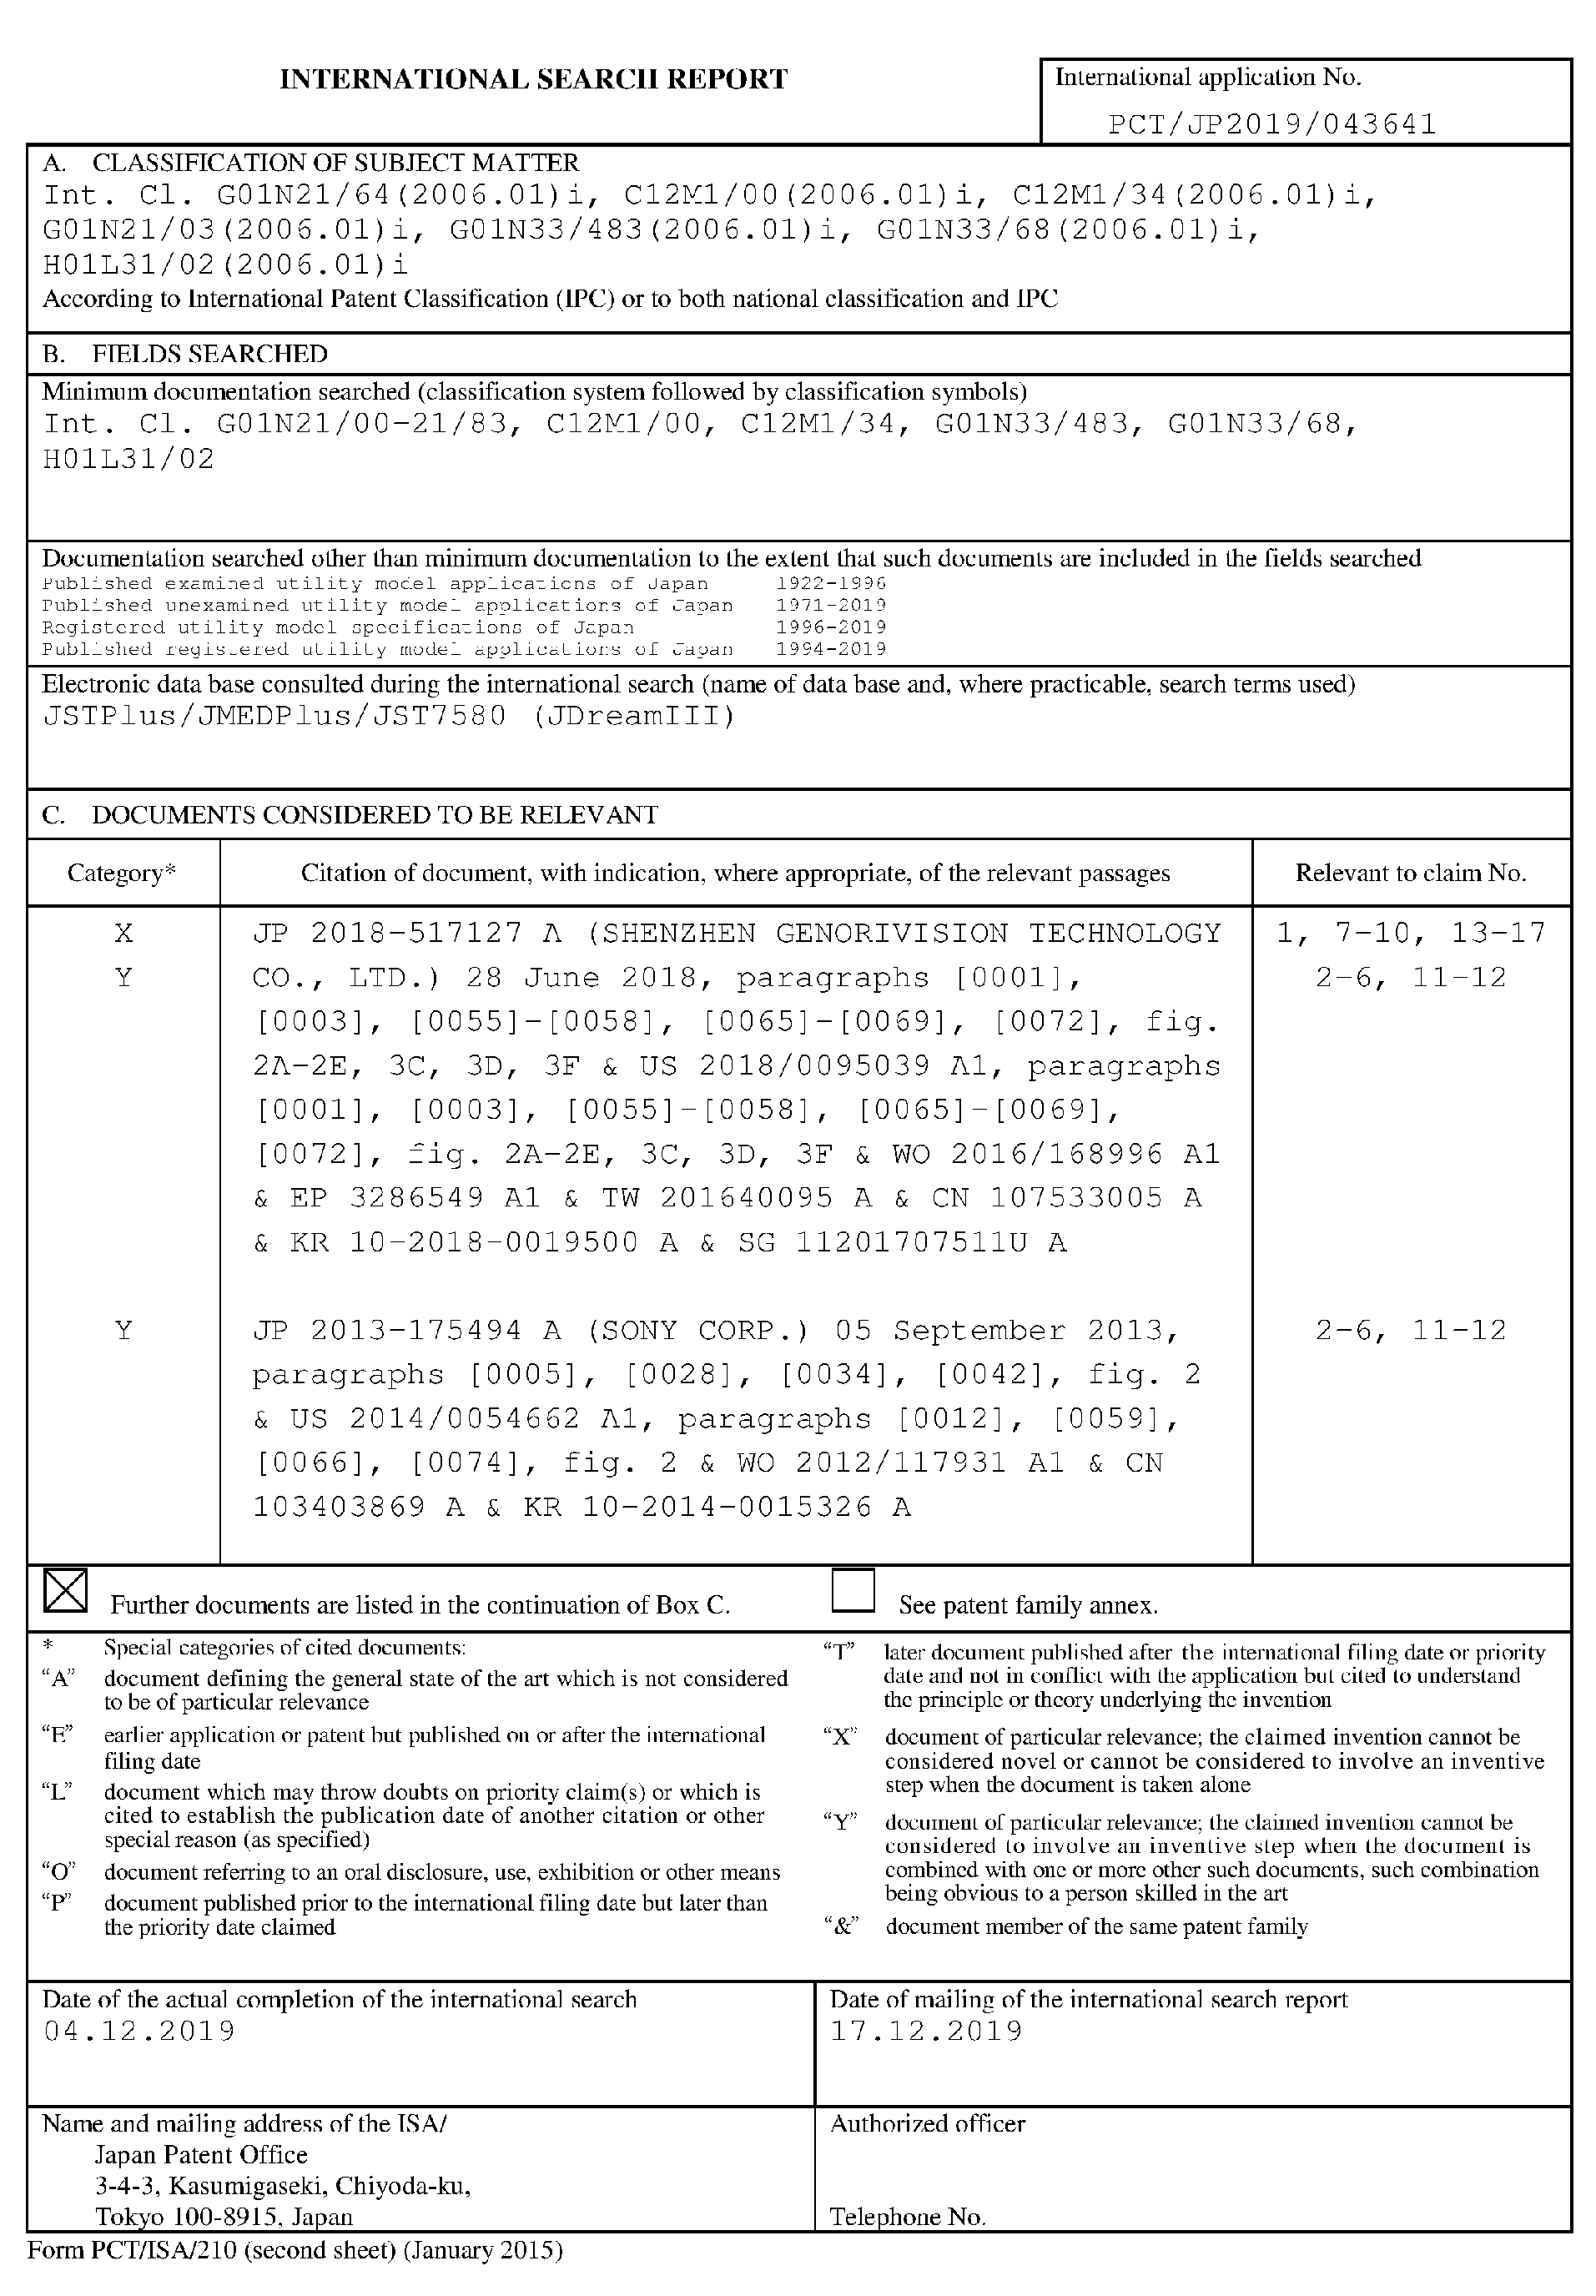 INTERNATIONAL SEARCH REPORT
International application No.
PCT/JP2019/043641
A. CLASSIFICATION OF SUBJECT MATTER
Int. Cl. G01N21/64(2006.01)i, C12M1/00(2006.01)i, C12M1/34(2006.01)i,
G01N21/03(2006.01)i, G01N33/483(2006.01)i, G01N33/68(2006.01)i,
H01L31/02(2006.01)i
According to International Patent Classification (IPC) or to both national classification and IPC
B. FIELDS SEARCHED
Minimum documentation searched (classification system followed by classification symbols)
Int. Cl. G01N21/00-21/83, C12M1/00, C12M1/34, G01N33/483, G01N33/68,
H01L31/02
Documentation searched other than minimum documentation to the extent that such documents are included in the fields searched
Published examined utility model applications of Japan 1922-1996
Published unexamined utility model applications of Japan 1971-2019
Registered utility model specifications of Japan 1996-2019
Published registered utility model applications of Japan 1994-2019
Electronic data base consulted during the international search (name of data base and, where practicable, search terms used)
JSTPlus/JMEDPlus/JST7580 (JDreamIII)
C. DOCUMENTS CONSIDERED TO BE RELEVANT
Category* Citation of document, with indication, where appropriate, of the relevant passages Relevant to claim No.
X JP 2018-517127 A (SHENZHEN GENORIVISION TECHNOLOGY 1, 7-10, 13-17
Y CO., LTD.) 28 June 2018, paragraphs [0001], 2-6, 11-12
[0003], [0055]-[0058], [0065]-[0069], [0072], fig.
2A-2E, 3C, 3D, 3F & US 2018/0095039 A1, paragraphs
[0001], [0003], [0055]-[0058], [0065]-[0069],
[0072], fig. 2A-2E, 3C, 3D, 3F & WO 2016/168996 A1
& EP 3286549 A1 & TW 201640095 A & CN 107533005 A
& KR 10-2018-0019500 A & SG 11201707511U A
Y JP 2013-175494 A (SONY CORP.) 05 September 2013, 2-6, 11-12
paragraphs [0005], [0028], [0034], [0042], fig. 2
& US 2014/0054662 A1, paragraphs [0012], [0059],
[0066], [0074], fig. 2 & WO 2012/117931 A1 & CN
103403869 A & KR 10-2014-0015326 A
Further documents are listed in the continuation of Box C.
See patent family annex.
* Special categories of cited documents:
“A” document defining the general state of the art which is not considered
to be of particular relevance
“E” earlier application or patent but published on or after the international
filing date
“L” document which may throw doubts on priority claim(s) or which is
cited to establish the publication date of another citation or other
special reason (as specified)
“O” document referring to an oral disclosure, use, exhibition or other means
“P” document published prior to the international filing date but later than
the priority date claimed
“T” later document published after the international filing date or priority
date and not in conflict with the application but cited to understand
the principle or theory underlying the invention
“X” document of particular relevance; the claimed invention cannot be
considered novel or cannot be considered to involve an inventive
step when the document is taken alone
“Y” document of particular relevance; the claimed invention cannot be
considered to involve an inventive step when the document is
combined with one or more other such documents, such combination
being obvious to a person skilled in the art
“&” document member of the same patent family
Date of the actual completion of the international search
04.12.2019
Date of mailing of the international search report
17.12.2019
Name and mailing address of the ISA/
Japan Patent Office
3-4-3, Kasumigaseki, Chiyoda-ku,
Tokyo 100-8915, Japan
Authorized officer
Telephone No.
Form PCT/ISA/210 (second sheet) (January 2015)